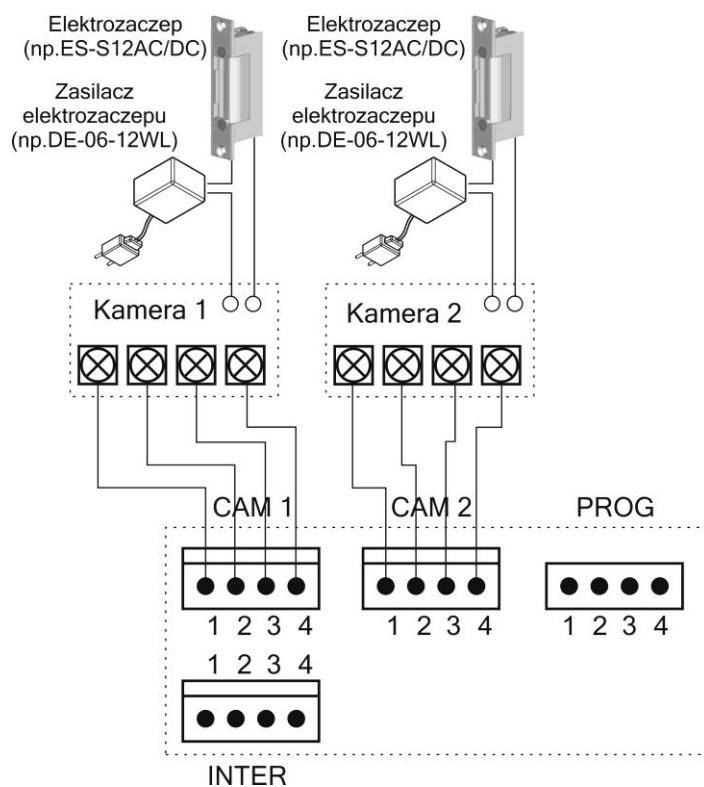 Elektrozaczep
(np.ES-S12AC/DC)
Zasilacz
elektrozaczepu
(np.DE-06-12WL)
Elektrozaczep
(np.ES-S12AC/DC)
Zasilacz
elektrozaczepu
(np.DE-06-12WL)
Kamera 1
Kamera 2
CAM 1
CAM 2
PROG
1 2 3 4
1 2 3 4
1 2 3 4
1 2 3 4
INTER